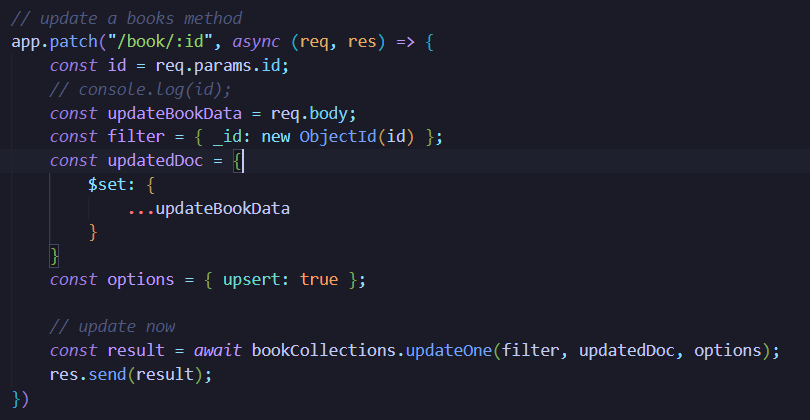 // update a books method
app.patch("/book/:id", async (req, res) => {
    const id = req.params.id;
    // console.log(id);
    const updateBookData = req.body;
    const filter = { _id: new ObjectId(id) };
    const updatedDoc = {
        $set: {
            ...updateBookData
        }
    }
    const options = { upsert: true };

    // update now
    const result = await bookCollections.updateOne(filter, updatedDoc, options);
    res.send(result);
})